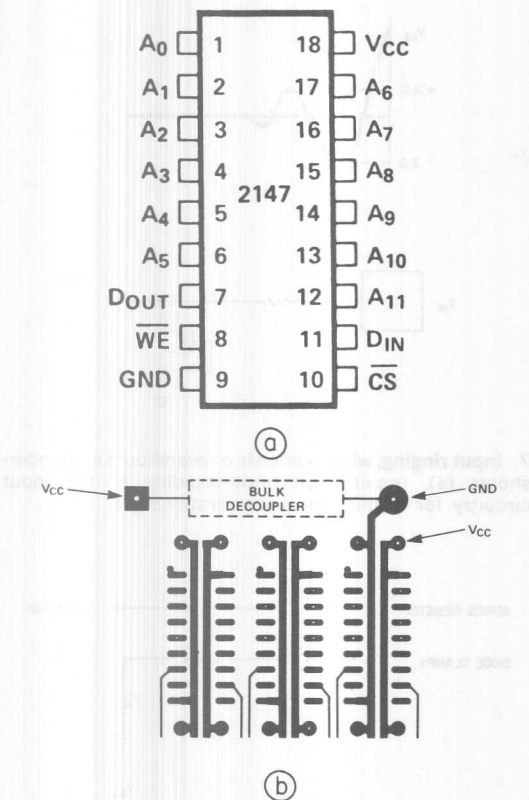 A0 1 18 VCC
A1 2 17 A6
A2 3 16 A7
A3 4 15 A8
2147
A4 5 14 A9
A5 6 13 A10
DOUT 7 12 A11
WE 8 11 DIN
GND 9 10 CS
a
VCC
BULK
DECOUPLER
GND
VCC
b